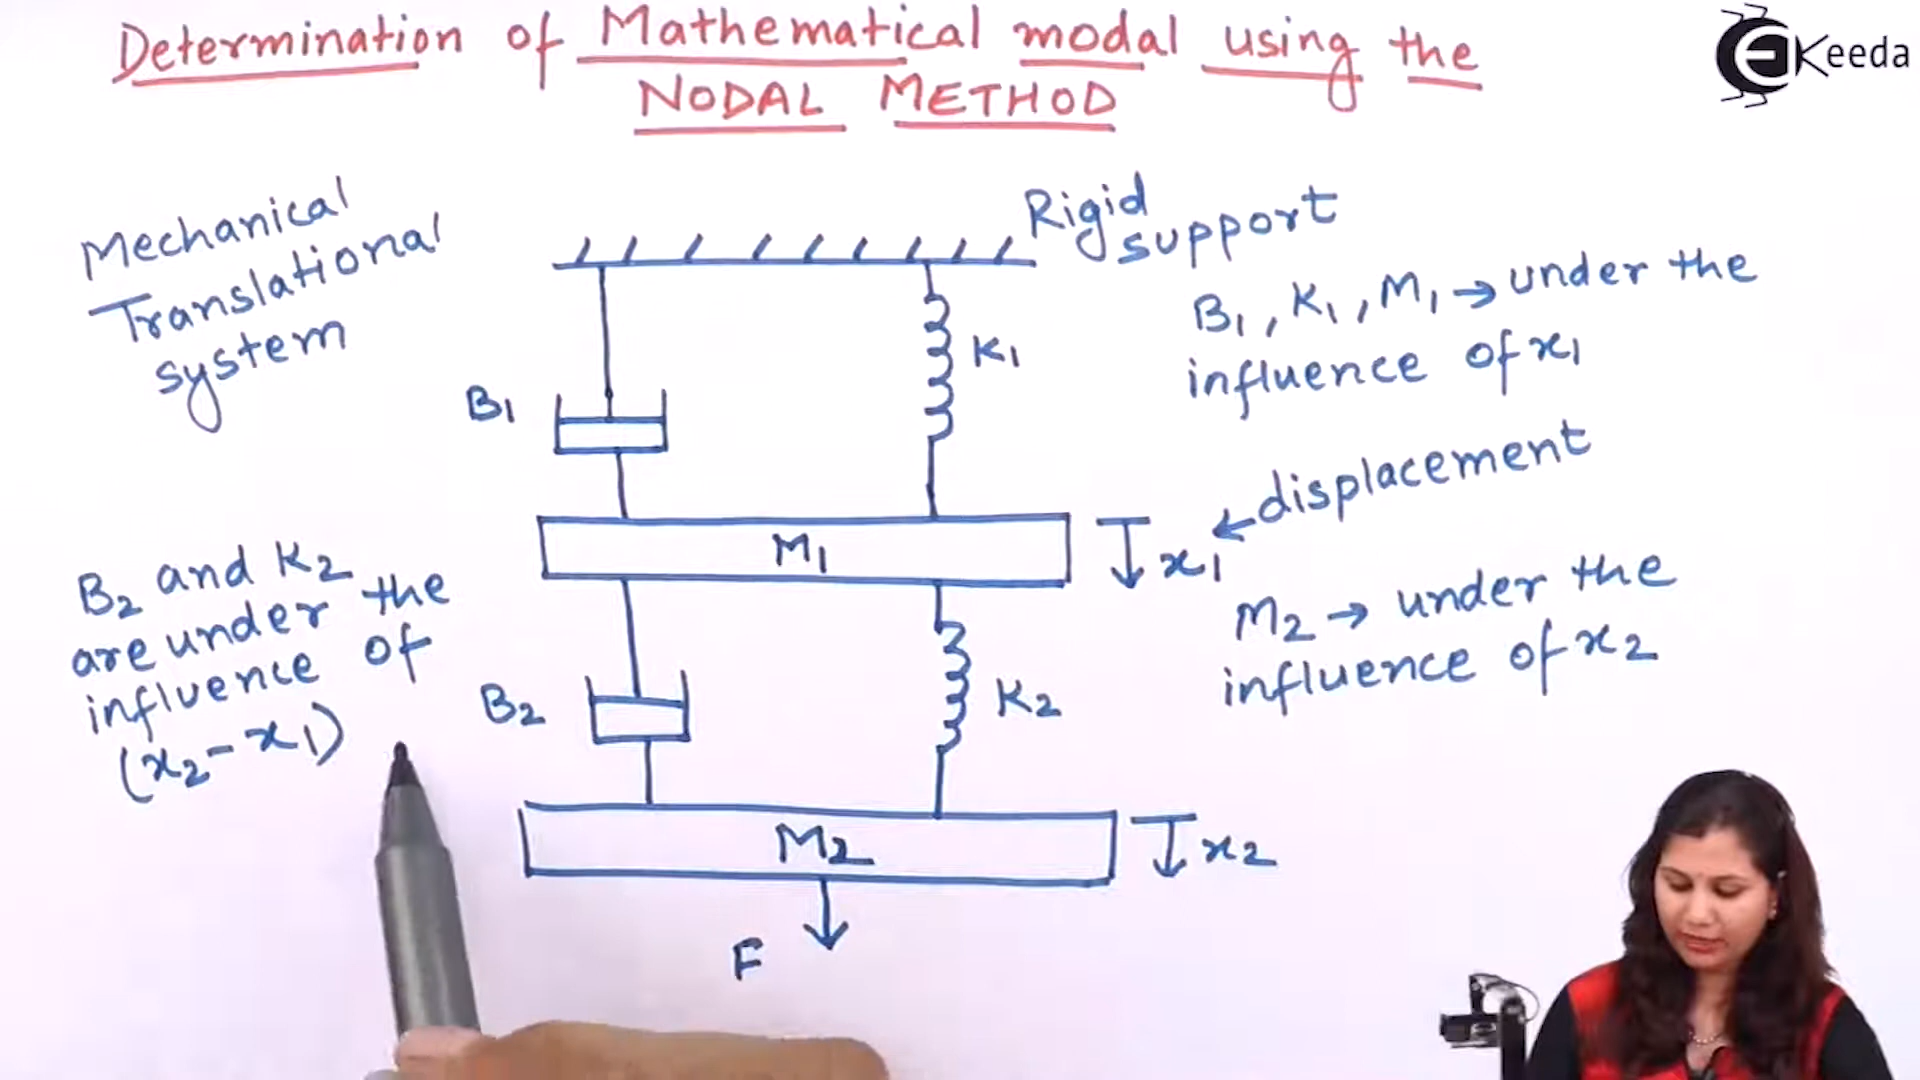 Determination of Mathematical modal using the
NODAL METHOD
EKeeda
Mechanical
Translational
system
Rigid
support
B1, K1, M1 → under the
influence of x1
K1
B1
← displacement
M1
x1
B2 and K2
are under the
influence of
(x2 - x1)
M2 → under the
influence of x2
B2
K2
M2
x2
F